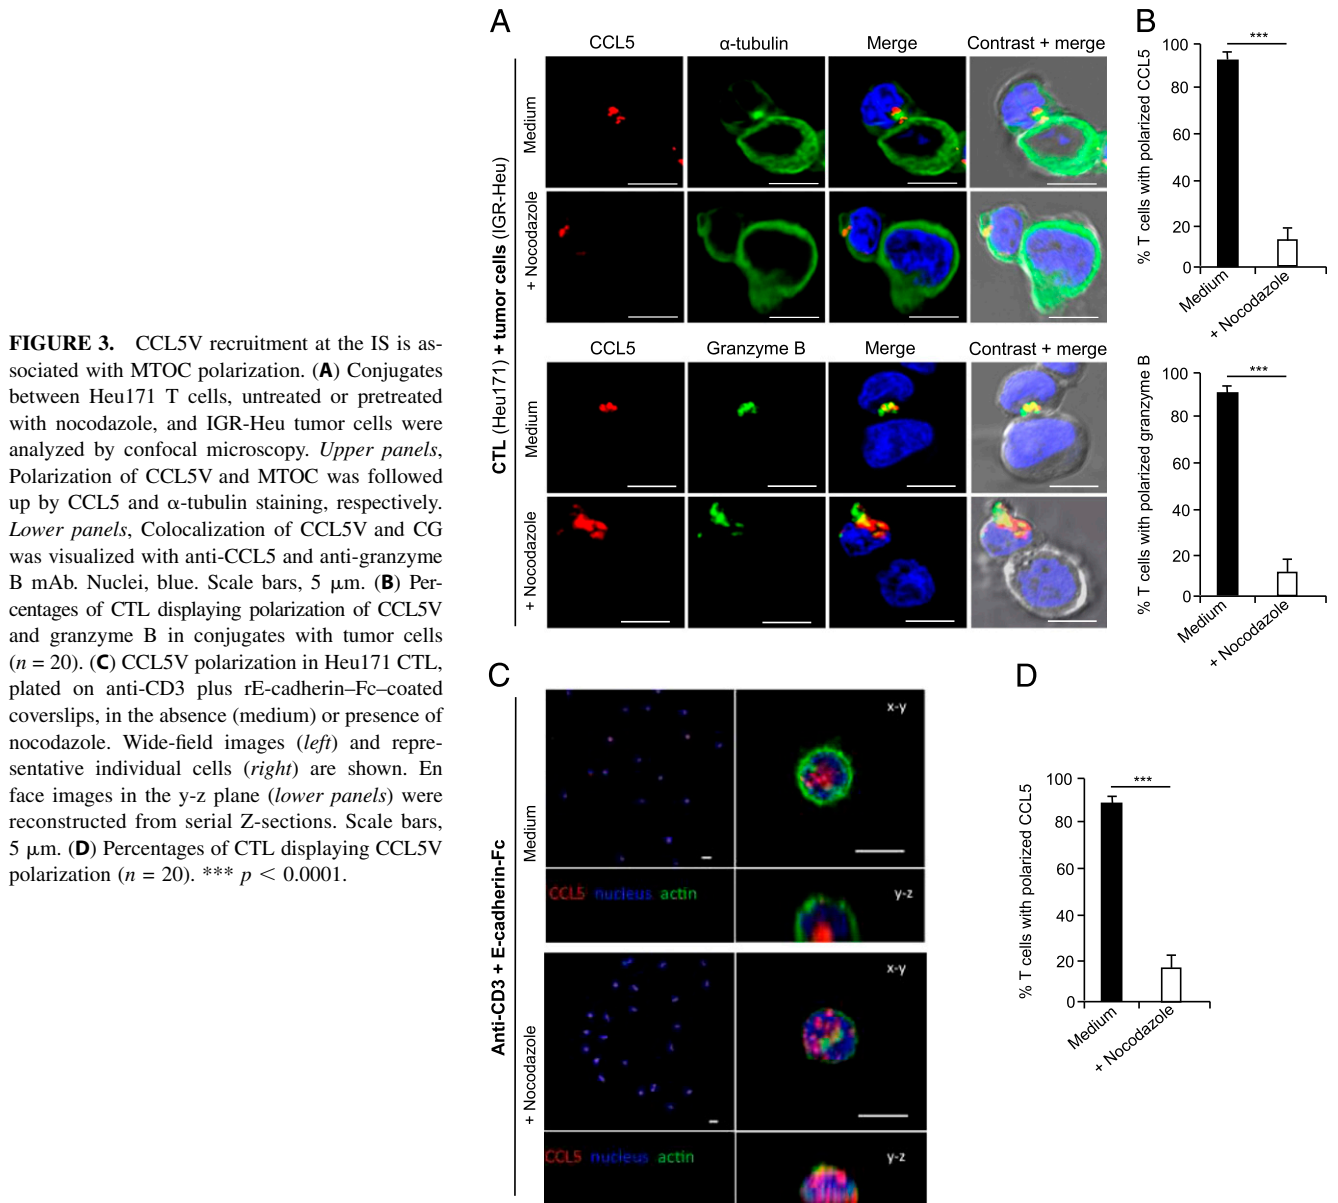 FIGURE 3. CCL5V recruitment at the IS is as-
sociated with MTOC polarization. (A) Conjugates
between Heu171 T cells, untreated or pretreated
with nocodazole, and IGR-Heu tumor cells were
analyzed by confocal microscopy. Upper panels,
Polarization of CCL5V and MTOC was followed
up by CCL5 and α-tubulin staining, respectively.
Lower panels, Colocalization of CCL5V and CG
was visualized with anti-CCL5 and anti-granzyme
B mAb. Nuclei, blue. Scale bars, 5 μm. (B) Per-
centages of CTL displaying polarization of CCL5V
and granzyme B in conjugates with tumor cells
(n = 20). (C) CCL5V polarization in Heu171 CTL,
plated on anti-CD3 plus rE-cadherin–Fc–coated
coverslips, in the absence (medium) or presence of
nocodazole. Wide-field images (left) and repre-
sentative individual cells (right) are shown. En
face images in the y-z plane (lower panels) were
reconstructed from serial Z-sections. Scale bars,
5 μm. (D) Percentages of CTL displaying CCL5V
polarization (n = 20). *** p < 0.0001.
A
CCL5 α-tubulin Merge Contrast + merge
CTL (Heu171) + tumor cells (IGR-Heu)
Medium
+ Nocodazole
CCL5 Granzyme B Merge Contrast + merge
Medium
+ Nocodazole
B
% T cells with polarized CCL5
100
80
60
40
20
0
***
Medium
+ Nocodazole
% T cells with polarized granzyme B
100
80
60
40
20
0
***
Medium
+ Nocodazole
C
Anti-CD3 + E-cadherin-Fc
Medium
x-y
CCL5 nucleus actin
y-z
+ Nocodazole
x-y
CCL5 nucleus actin
y-z
D
% T cells with polarized CCL5
100
80
60
40
20
0
***
Medium
+ Nocodazole